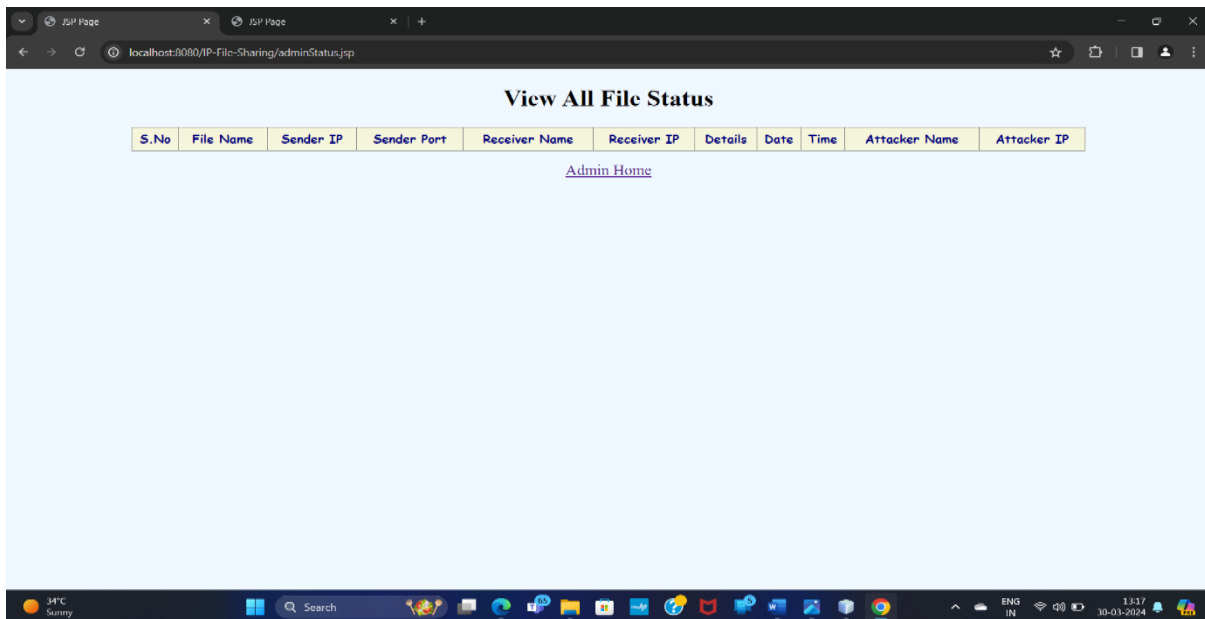 JSP Page
JSP Page
localhost:8080/IP-File-Sharing/adminStatus.jsp
View All File Status
S.No File Name Sender IP Sender Port Receiver Name Receiver IP Details Date Time Attacker Name Attacker IP
Admin Home
34°C
Sunny
Search
65
5
ENG
IN
13:17
30-03-2024